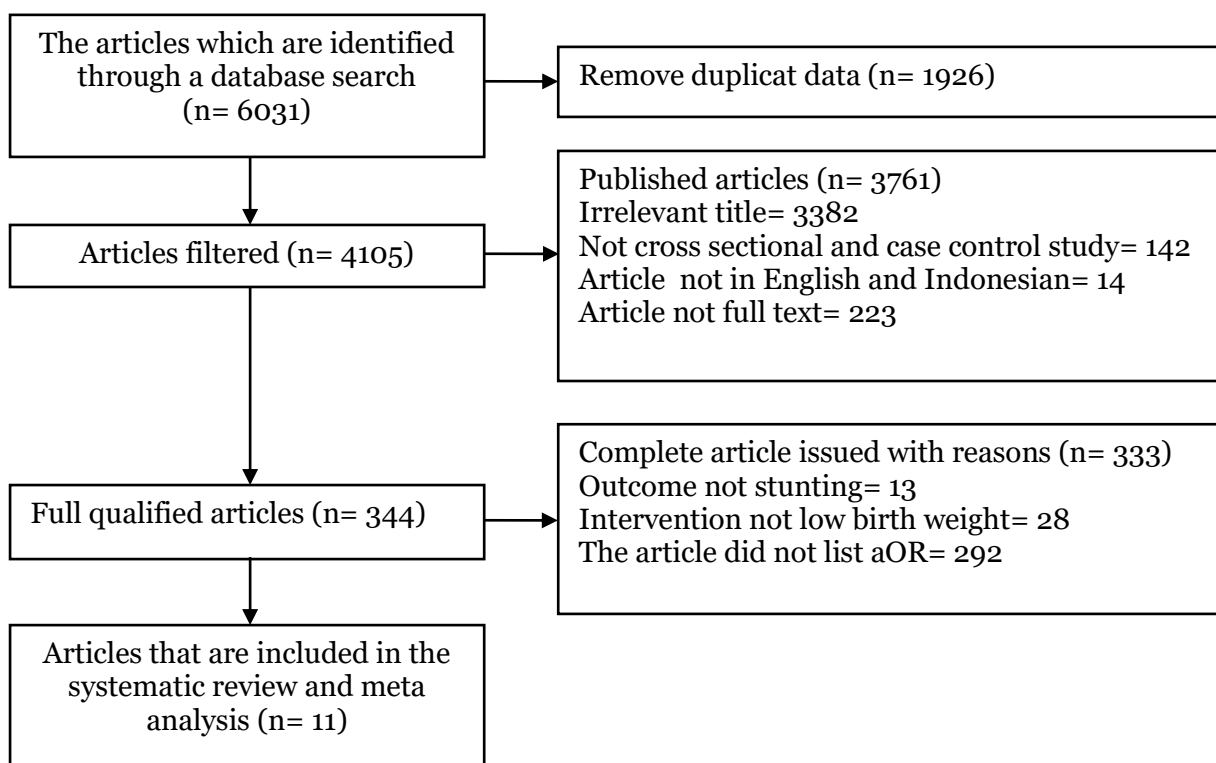 The articles which are identified
through a database search
(n= 6031)
Remove duplicat data (n= 1926)
Published articles (n= 3761)
Irrelevant title= 3382
Not cross sectional and case control study= 142
Article not in English and Indonesian= 14
Article not full text= 223
Articles filtered (n= 4105)
Complete article issued with reasons (n= 333)
Outcome not stunting= 13
Intervention not low birth weight= 28
The article did not list aOR= 292
Full qualified articles (n= 344)
Articles that are included in the
systematic review and meta
analysis (n= 11)